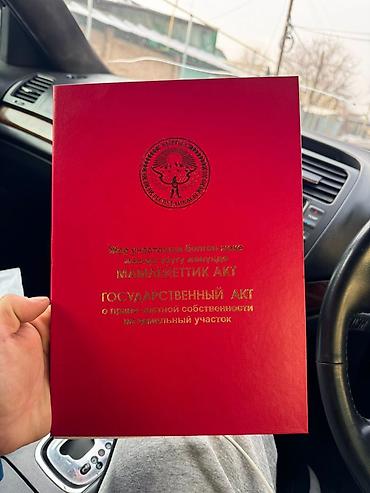 Жер участогуна болгон жеке
менчик укугу жөнүндө
МАМЛЕКЕТТИК АКТ
ГОСУДАРСТВЕННЫЙ АКТ
о праве частной собственности
на земельный участок